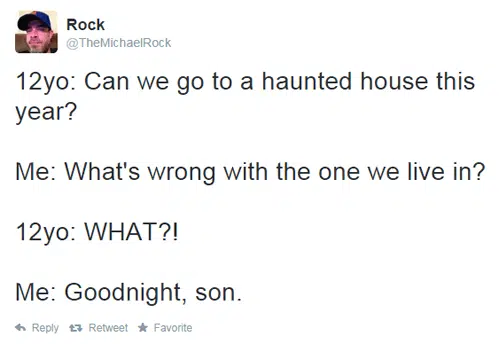 Rock
@TheMichaelRock
12yo: Can we go to a haunted house this
year?
Me: What's wrong with the one we live in?
12yo: WHAT?!
Me: Goodnight, son.
Reply Retweet Favorite